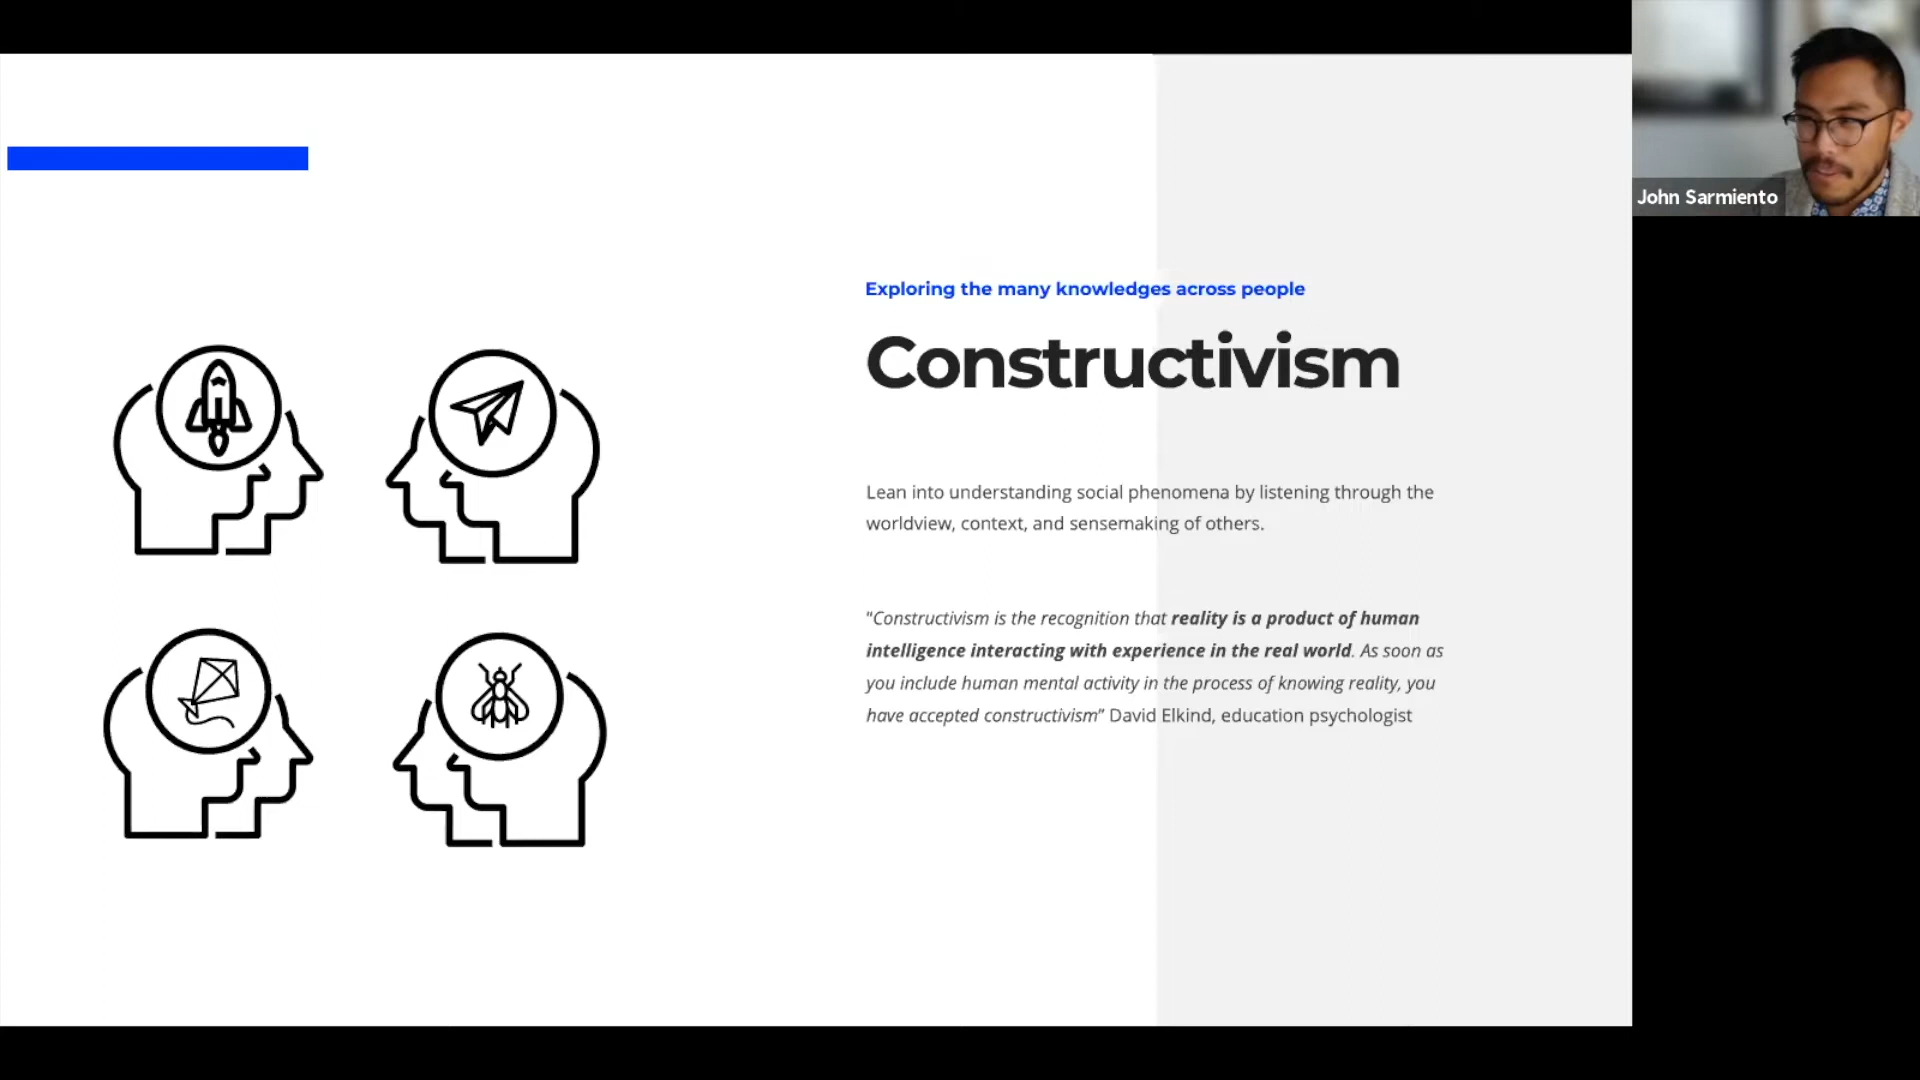 Exploring the many knowledges across people
Constructivism
Lean into understanding social phenomena by listening through the
worldview, context, and sensemaking of others.
"Constructivism is the recognition that reality is a product of human
intelligence interacting with experience in the real world. As soon as
you include human mental activity in the process of knowing reality, you
have accepted constructivism" David Elkind, education psychologist
John Sarmiento